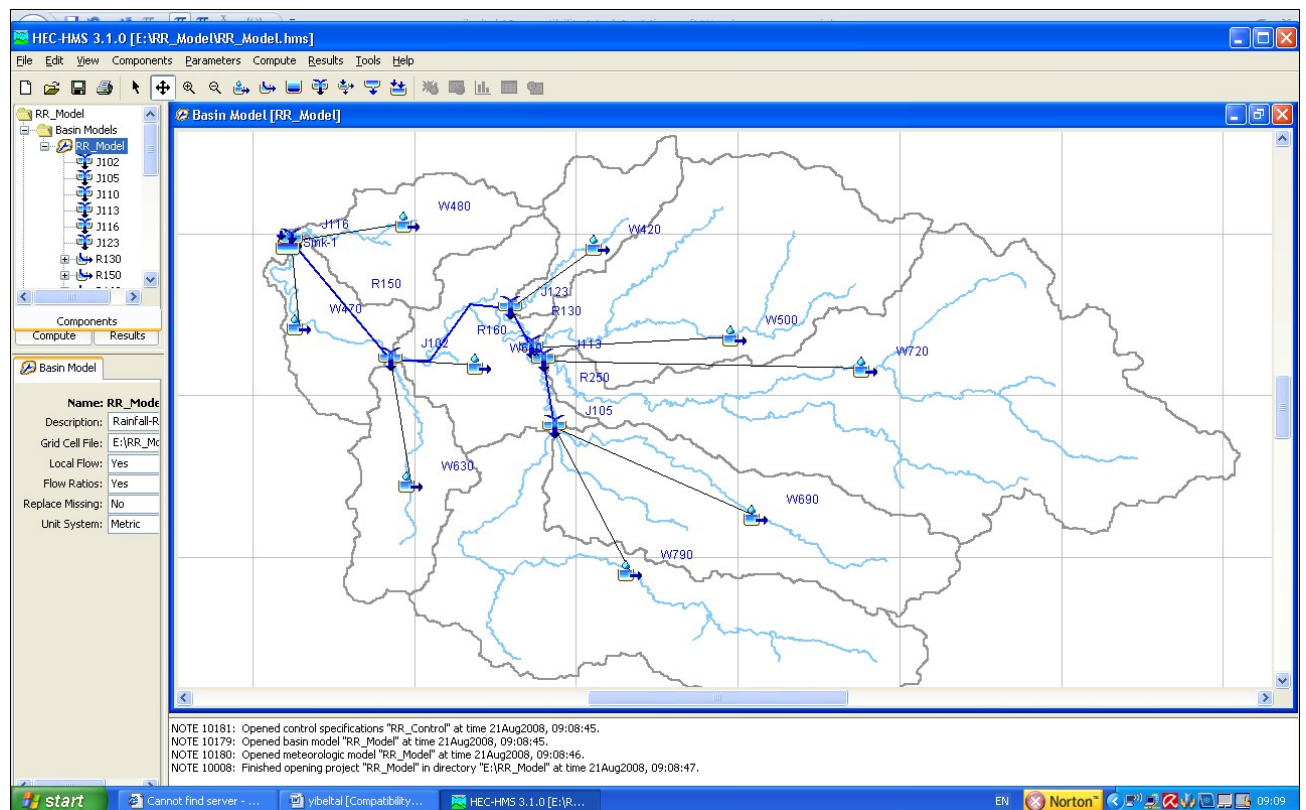 HEC-HMS 3.1.0 [E:\RR_Model\RR_Model.hms]
File Edit View Components Parameters Compute Results Tools Help
RR_Model
Basin Models
RR_Model
J102
J105
J110
J113
J116
J123
R130
R150
Components
Compute Results
Basin Model
Name: RR_Mode
Description: Rainfall-R
Grid Cell File: E:\RR_Mo
Local Flow: Yes
Flow Ratios: Yes
Replace Missing: No
Unit System: Metric
Basin Model [RR_Model]
W480
J116
W420
Sink-1
R150
J123
W470
R130
W500
R160
J102
J113
W720
R250
J105
W630
W690
W790
NOTE 10181: Opened control specifications "RR_Control" at time 21Aug2008, 09:08:45.
NOTE 10179: Opened basin model "RR_Model" at time 21Aug2008, 09:08:45.
NOTE 10180: Opened meteorologic model "RR_Model" at time 21Aug2008, 09:08:46.
NOTE 10008: Finished opening project "RR_Model" in directory "E:\RR_Model" at time 21Aug2008, 09:08:47.
start
Cannot find server - ...
yibeltal [Compatibility...
HEC-HMS 3.1.0 [E:\R...
EN
Norton™
09:09